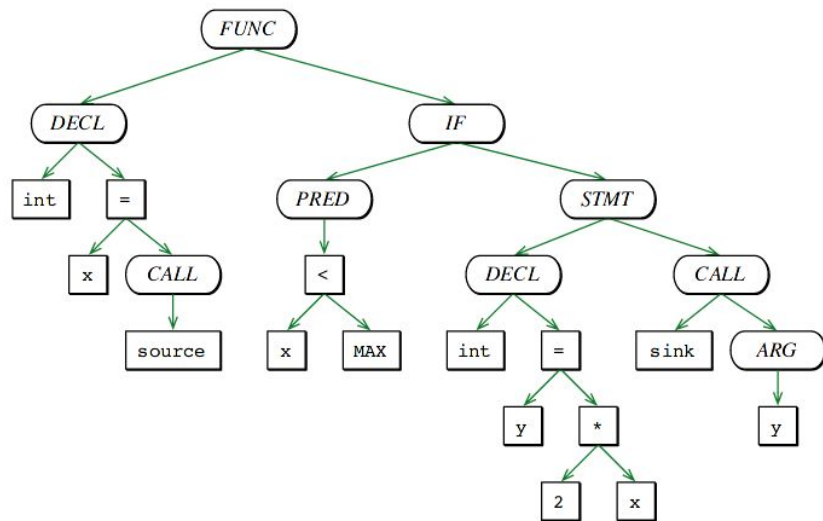 FUNC
DECL IF
int = PRED STMT
x CALL < DECL CALL
source x MAX int = sink ARG
y * y
2 x